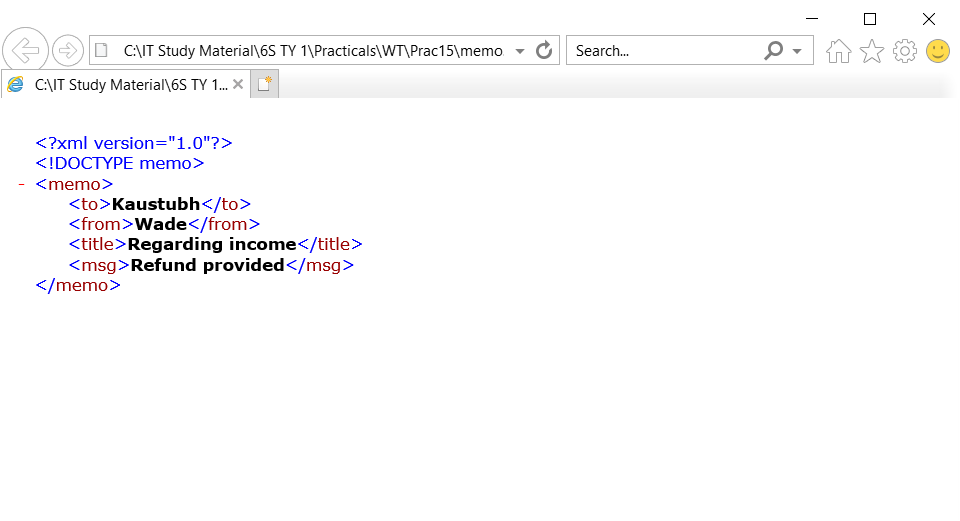 C:\IT Study Material\6S TY 1\Practicals\WT\Prac15\memo
Search...
C:\IT Study Material\6S TY 1...
<?xml version="1.0"?>
<!DOCTYPE memo>
- <memo>
<to>Kaustubh</to>
<from>Wade</from>
<title>Regarding income</title>
<msg>Refund provided</msg>
</memo>